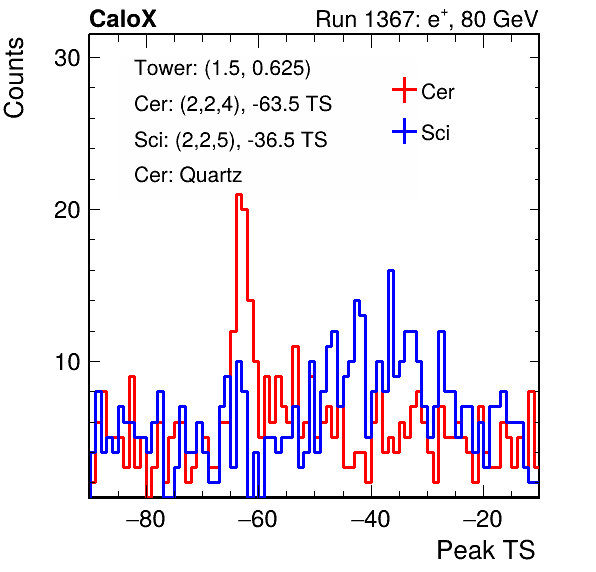 CaloX Run 1367: e⁺, 80 GeV
Counts
30
20
10
Tower: (1.5, 0.625)
Cer: (2,2,4), -63.5 TS
Sci: (2,2,5), -36.5 TS
Cer: Quartz
Cer
Sci
−80 −60 −40 −20
Peak TS